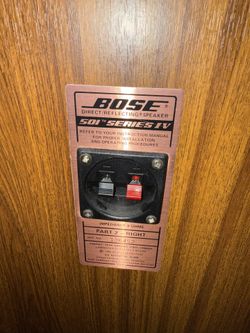 BOSE
DIRECT/REFLECTING® SPEAKER
501™ SERIES IV
REFER TO YOUR INSTRUCTION MANUAL
FOR PROPER INSTALLATION
AND OPERATING PROCEDURES
IMPEDANCE 8 OHMS
PART 2 - RIGHT